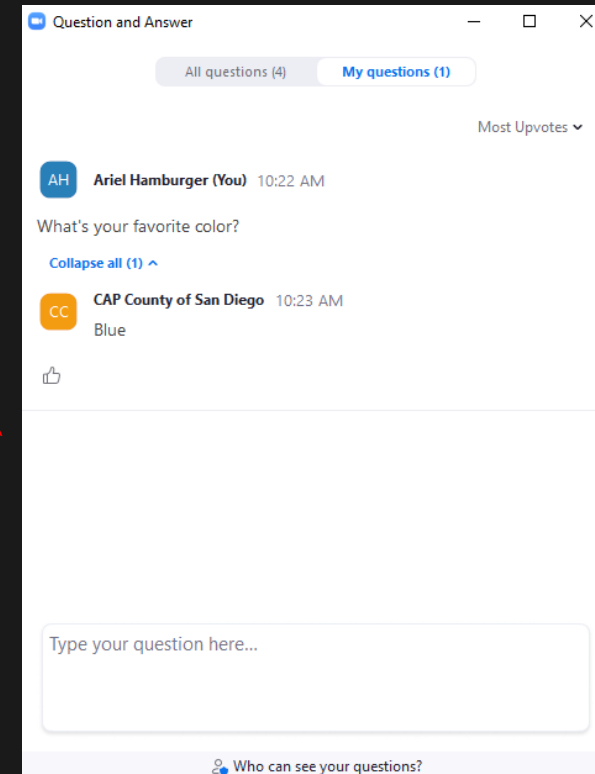 Question and Answer
All questions (4) My questions (1)
Most Upvotes
AH Ariel Hamburger (You) 10:22 AM
What's your favorite color?
Collapse all (1)
CC CAP County of San Diego 10:23 AM
Blue
Type your question here...
Who can see your questions?